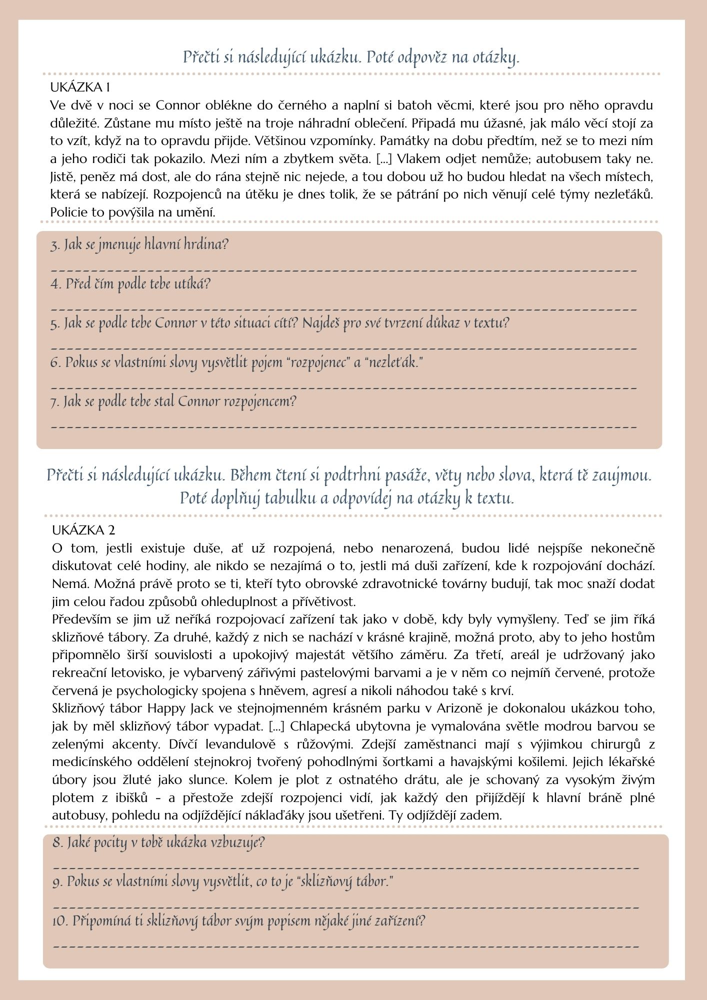 Přečti si následující ukázku. Poté odpověz na otázky.
UKÁZKA 1
Ve dvě v noci se Connor oblékne do černého a naplní si batoh věcmi, které jsou pro něho opravdu
důležité. Zůstane mu místo ještě na troje náhradní oblečení. Připadá mu úžasné, jak málo věcí stojí za
to vzít, když na to opravdu přijde. Většinou vzpomínky. Památky na dobu předtím, než se to mezi ním
a jeho rodiči tak pokazilo. Mezi ním a zbytkem světa. [...] Vlakem odjet nemůže; autobusem taky ne.
Jistě, peněz má dost, ale do rána stejně nic nejede, a tou dobou už ho budou hledat na všech místech,
která se nabízejí. Rozpojenců na útěku je dnes tolik, že se pátrání po nich věnují celé týmy nezleťáků.
Policie to povýšila na umění.
3. Jak se jmenuje hlavní hrdina?
4. Před čím podle tebe utíká?
5. Jak se podle tebe Connor v této situaci cítí? Najdeš pro své tvrzení důkaz v textu?
6. Pokus se vlastními slovy vysvětlit pojem “rozpojenec” a “nezleťák.”
7. Jak se podle tebe stal Connor rozpojencem?
Přečti si následující ukázku. Během čtení si podtrhni pasáže, věty nebo slova, která tě zaujmou.
Poté doplňuj tabulku a odpovídej na otázky k textu.
UKÁZKA 2
O tom, jestli existuje duše, ať už rozpojená, nebo nenarozená, budou lidé nejspíše nekonečně
diskutovat celé hodiny, ale nikdo se nezajímá o to, jestli má duši zařízení, kde k rozpojování dochází.
Nemá. Možná právě proto se ti, kteří tyto obrovské zdravotnické továrny budují, tak moc snaží dodat
jim celou řadou způsobů ohleduplnost a přívětivost.
Především se jim už neříká rozpojovací zařízení tak jako v době, kdy byly vymyšleny. Teď se jim říká
sklizňové tábory. Za druhé, každý z nich se nachází v krásné krajině, možná proto, aby to jeho hostům
připomnělo širší souvislosti a upokojivý majestát většího záměru. Za třetí, areál je udržovaný jako
rekreační letovisko, je vybarvený zářivými pastelovými barvami a je v něm co nejmíň červené, protože
červená je psychologicky spojena s hněvem, agresí a nikoli náhodou také s krví.
Sklizňový tábor Happy Jack ve stejnojmenném krásném parku v Arizoně je dokonalou ukázkou toho,
jak by měl sklizňový tábor vypadat. [...] Chlapecká ubytovna je vymalována světle modrou barvou se
zelenými akcenty. Dívčí levandulově s růžovými. Zdejší zaměstnanci mají s výjimkou chirurgů z
medicínského oddělení stejnokroj tvořený pohodlnými šortkami a havajskými košilemi. Jejich lékařské
úbory jsou žluté jako slunce. Kolem je plot z ostnatého drátu, ale je schovaný za vysokým živým
plotem z ibišků - a přestože zdejší rozpojenci vidí, jak každý den přijíždějí k hlavní bráně plné
autobusy, pohledu na odjíždějící náklaďáky jsou ušetřeni. Ty odjíždějí zadem.
8. Jaké pocity v tobě ukázka vzbuzuje?
9. Pokus se vlastními slovy vysvětlit, co to je “sklizňový tábor.”
10. Připomíná ti sklizňový tábor svým popisem nějaké jiné zařízení?